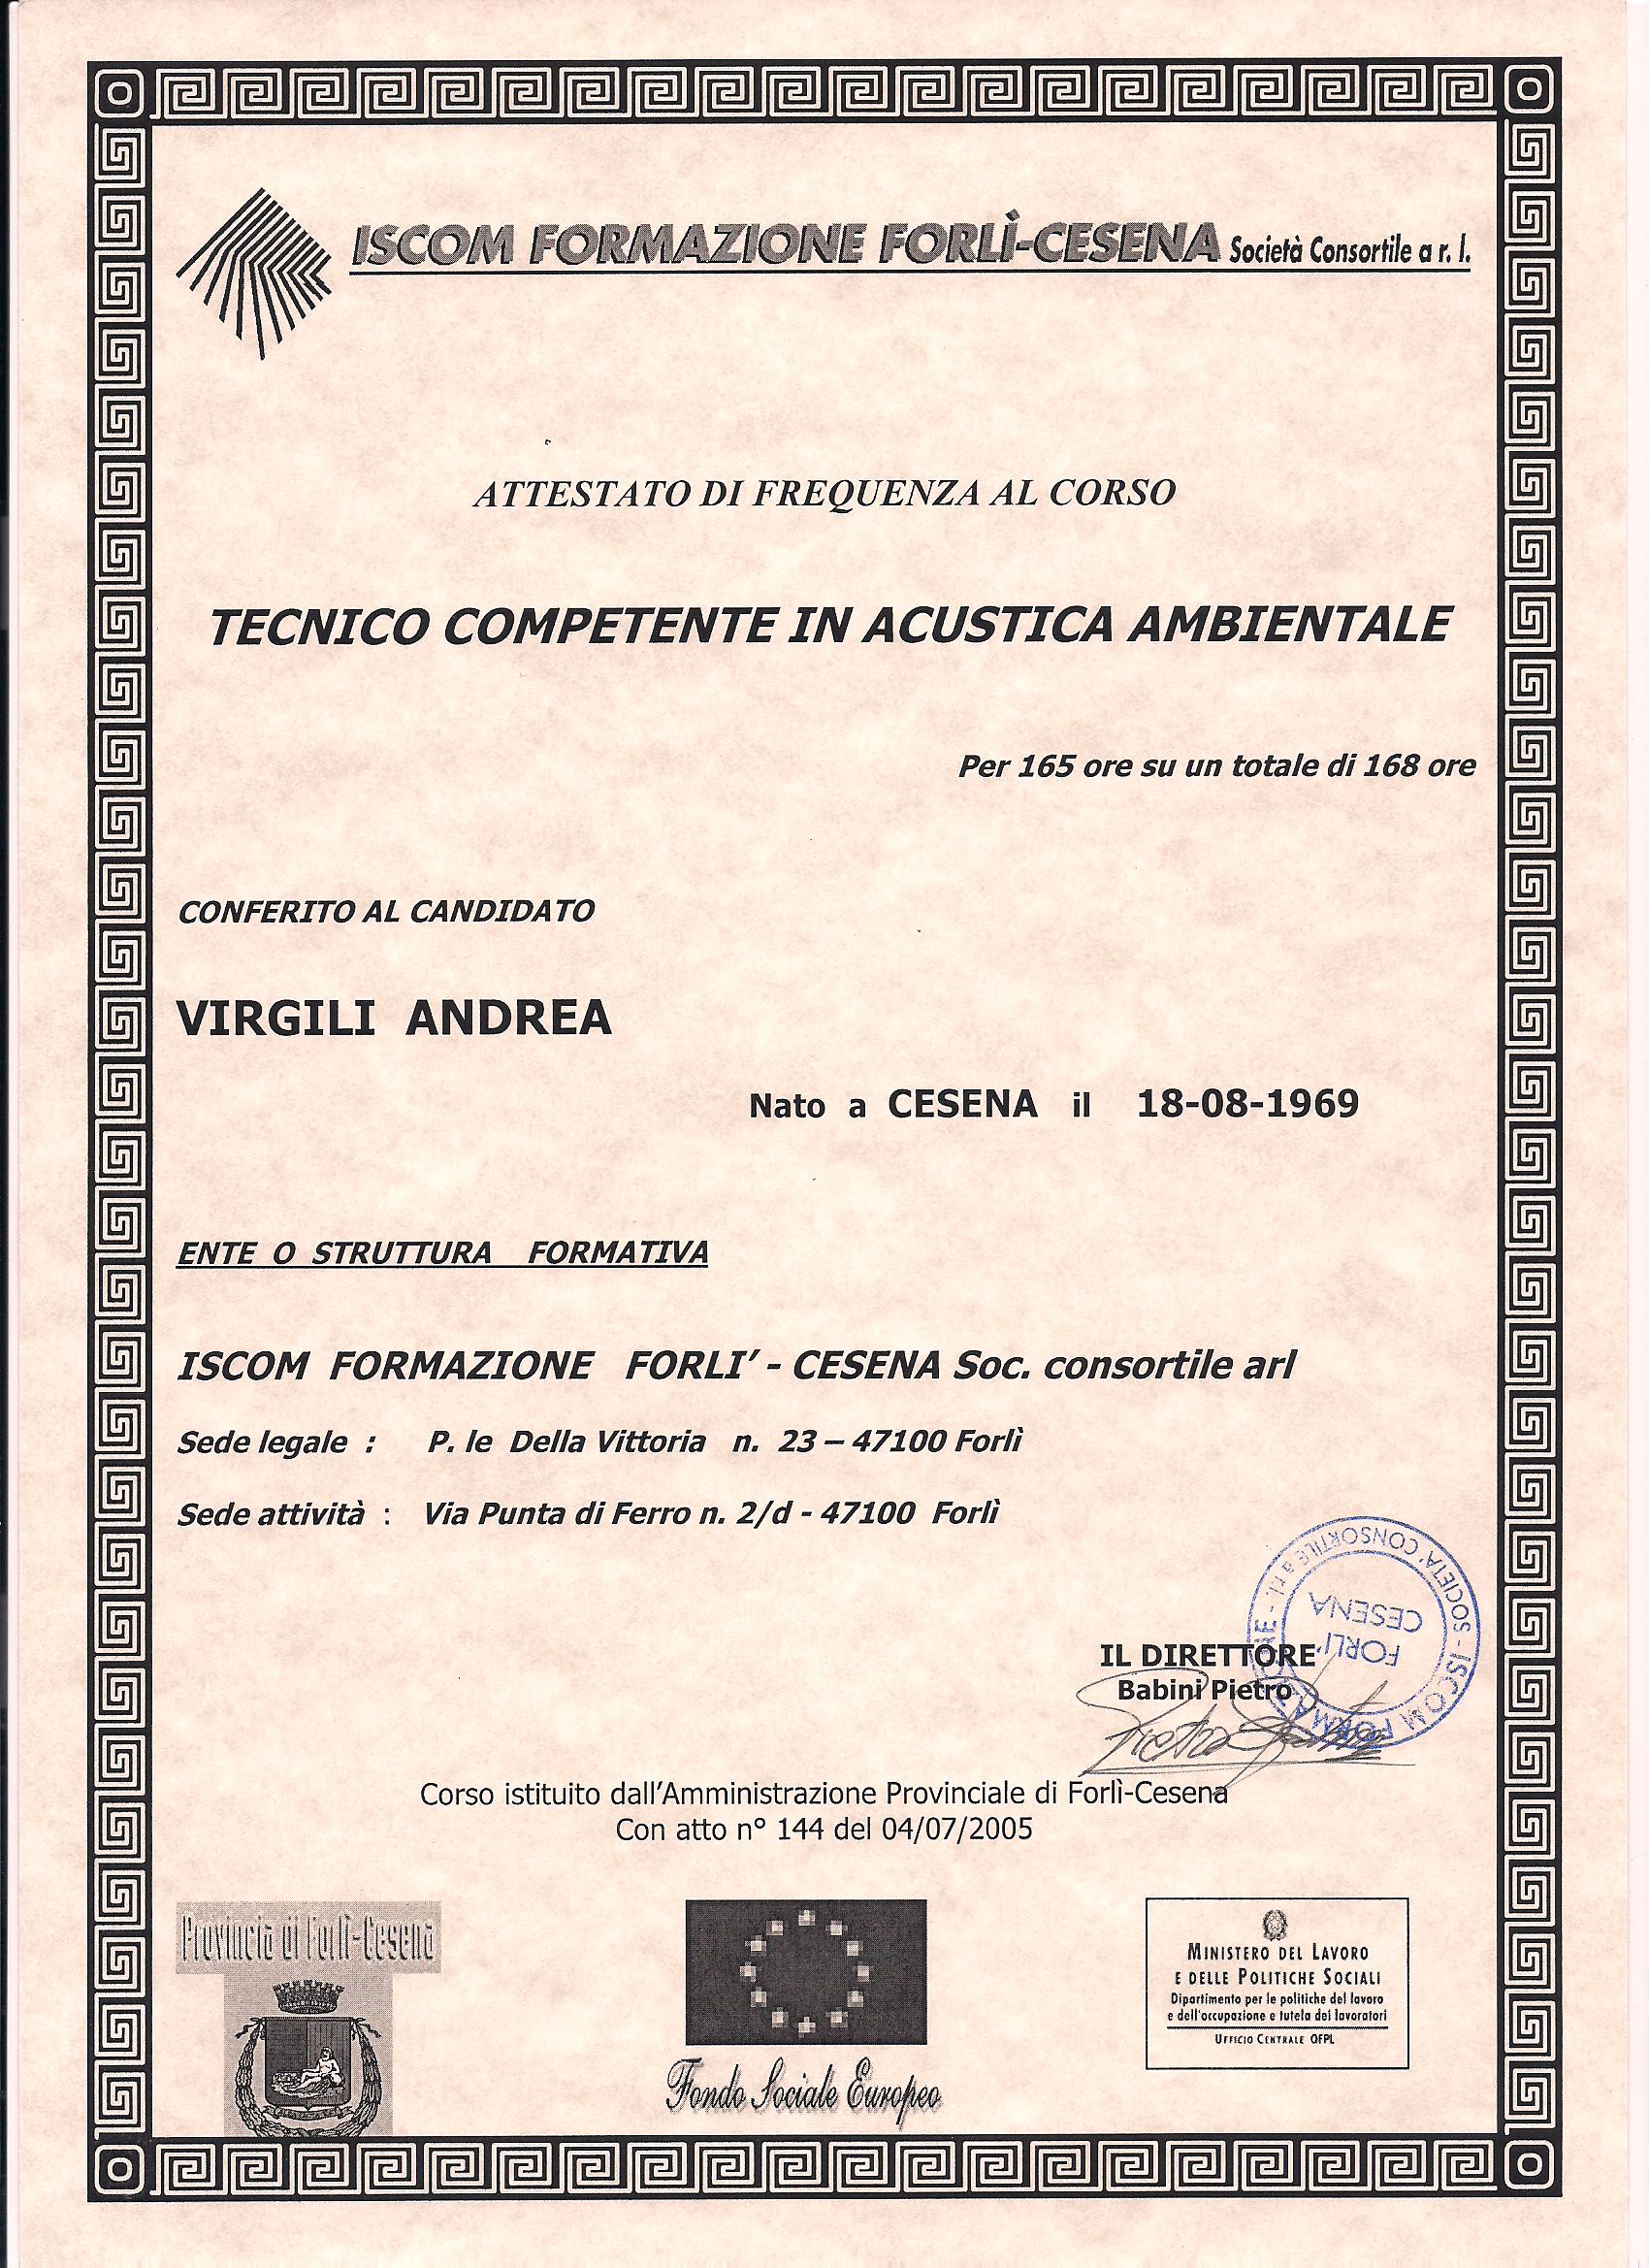 ISCOM FORMAZIONE FORLÌ-CESENA Società Consortile a r. l.
ATTESTATO DI FREQUENZA AL CORSO
TECNICO COMPETENTE IN ACUSTICA AMBIENTALE
Per 165 ore su un totale di 168 ore
CONFERITO AL CANDIDATO
VIRGILI ANDREA
Nato a CESENA il 18-08-1969
ENTE O STRUTTURA FORMATIVA
ISCOM FORMAZIONE FORLI' - CESENA Soc. consortile arl
Sede legale : P. le Della Vittoria n. 23 – 47100 Forlì
Sede attività : Via Punta di Ferro n. 2/d - 47100 Forlì
IL DIRETTORE
Babini Pietro
ISCOM FORMAZIONE - SOCIETA' CONSORTILE a r.l. -
FORLI'
CESENA
Corso istituito dall'Amministrazione Provinciale di Forlì-Cesena
Con atto n° 144 del 04/07/2005
Provincia di Forlì-Cesena
Fondo Sociale Europeo
MINISTERO DEL LAVORO
E DELLE POLITICHE SOCIALI
Dipartimento per le politiche del lavoro
e dell'occupazione e tutela dei lavoratori
UFFICIO CENTRALE OFPL